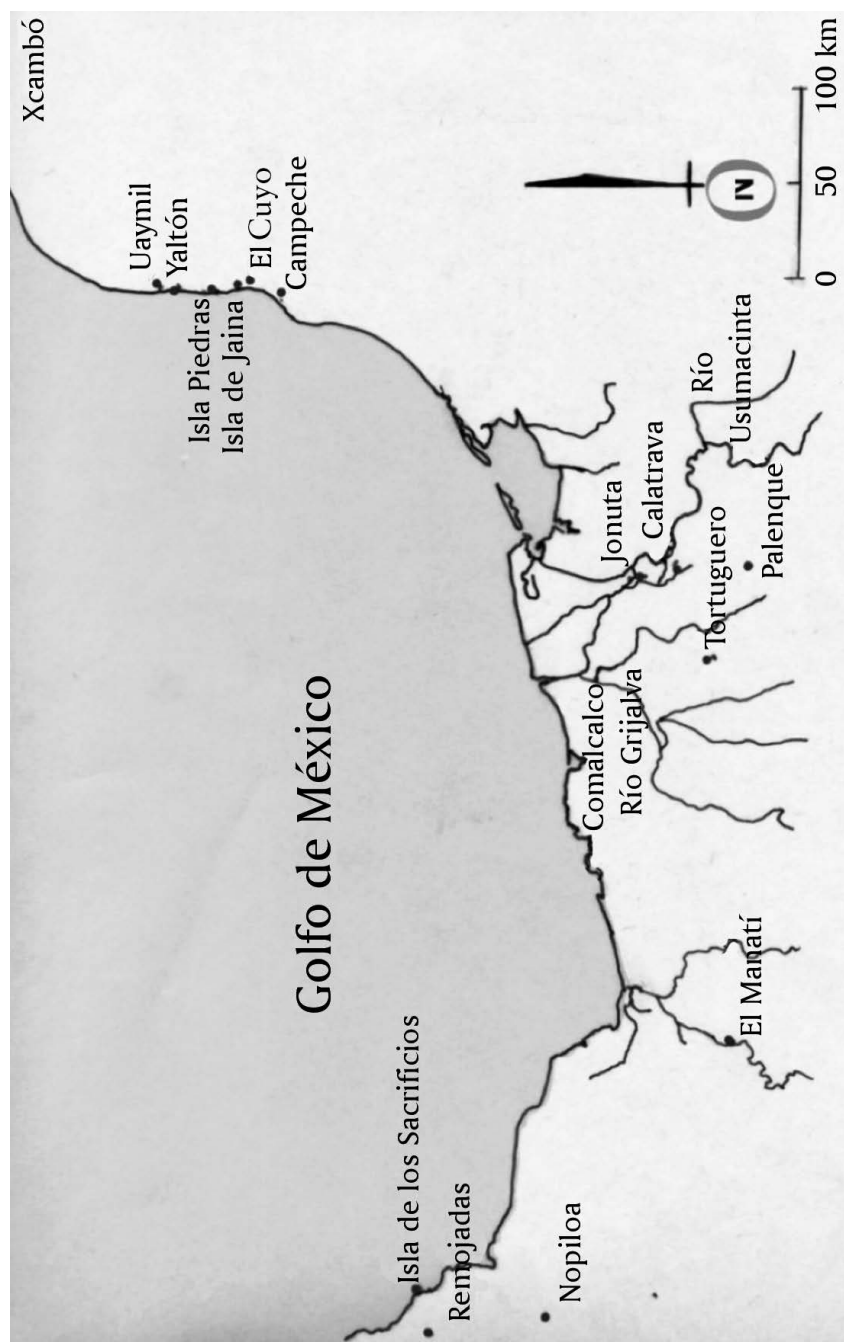 Xcambó
Uaymil
Yaltón
Isla Piedras
Isla de Jaina
El Cuyo
Campeche
Golfo de México
Isla de los Sacrificios
Remojadas
Nopiloa
Jonuta
Calatrava
Río
Usumacinta
Comalcalco
Río Grijalva
Tortuguero
Palenque
El Manatí
N
0 50 100 km